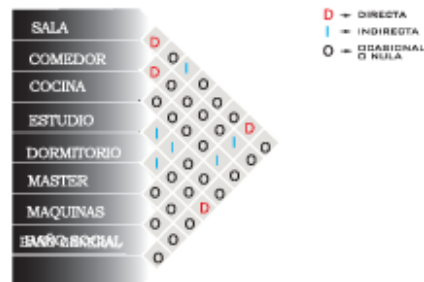 SALA
D
COMEDOR O
D I
COCINA O O
O O O
ESTUDIO O O O
I O O D
DORMITORIO I O I O
I O I O
MASTER O O O
O O O
MAQUINAS O D
O O
O
O
D = DIRECTA
I = INDIRECTA
O = OCASIONAL
O NULA